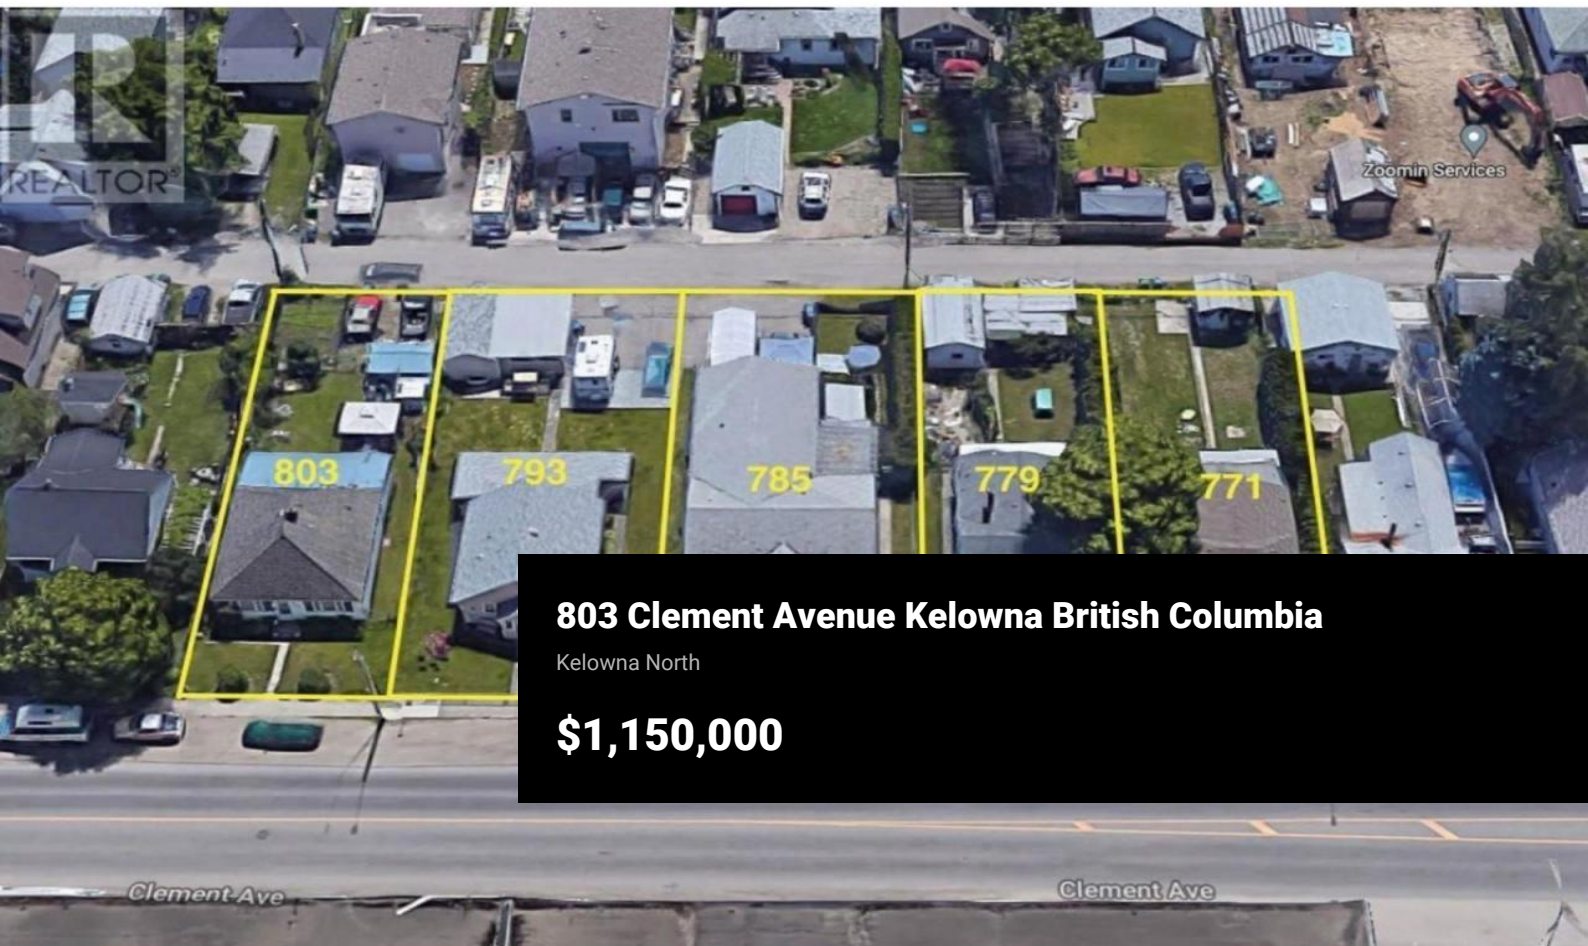 REALTOR®
Zoomin Services
803
793
785
779
771
803 Clement Avenue Kelowna British Columbia
Kelowna North
$1,150,000
Clement Ave
Clement Ave